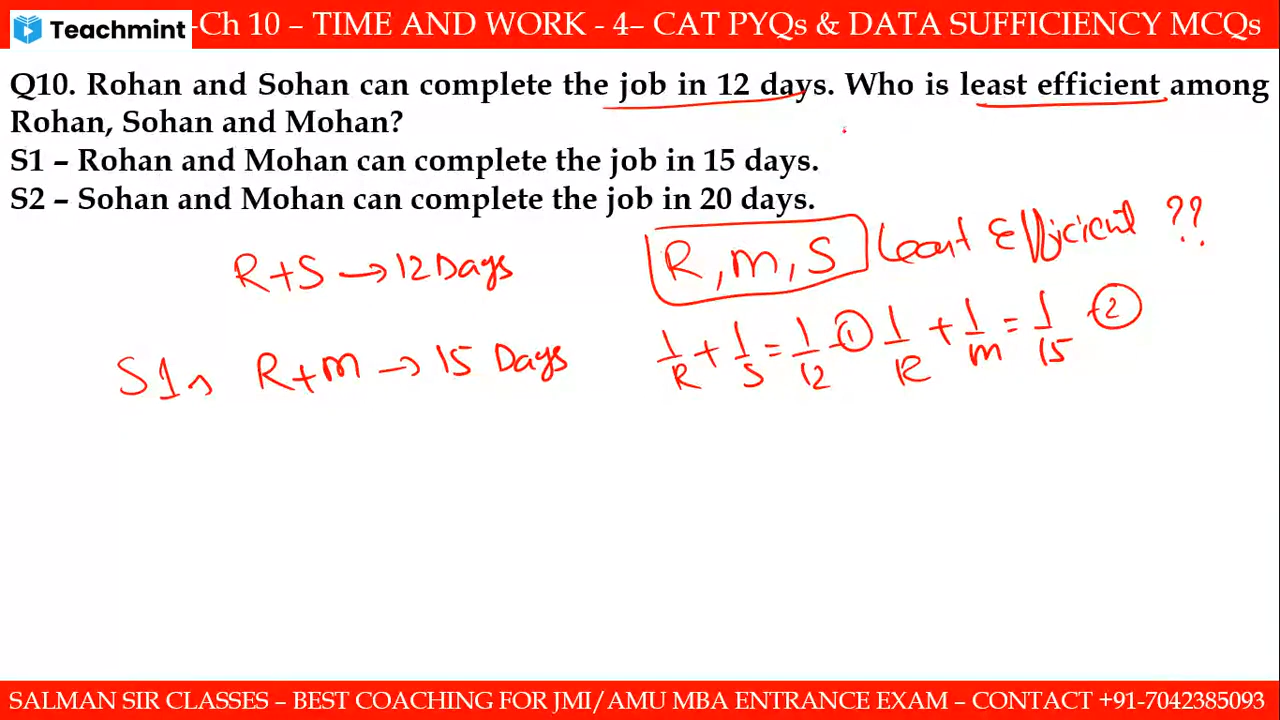 Teachmint -Ch 10 – TIME AND WORK - 4– CAT PYQs & DATA SUFFICIENCY MCQs
Q10. Rohan and Sohan can complete the job in 12 days. Who is least efficient among
Rohan, Sohan and Mohan?
S1 – Rohan and Mohan can complete the job in 15 days.
S2 – Sohan and Mohan can complete the job in 20 days.
R+S → 12 Days
R, M, S Least Efficient ??
S1, R+M → 15 Days
1/R + 1/S = 1/12 – ① 1/R + 1/M = 1/15 – ②
SALMAN SIR CLASSES – BEST COACHING FOR JMI/AMU MBA ENTRANCE EXAM – CONTACT +91-7042385093